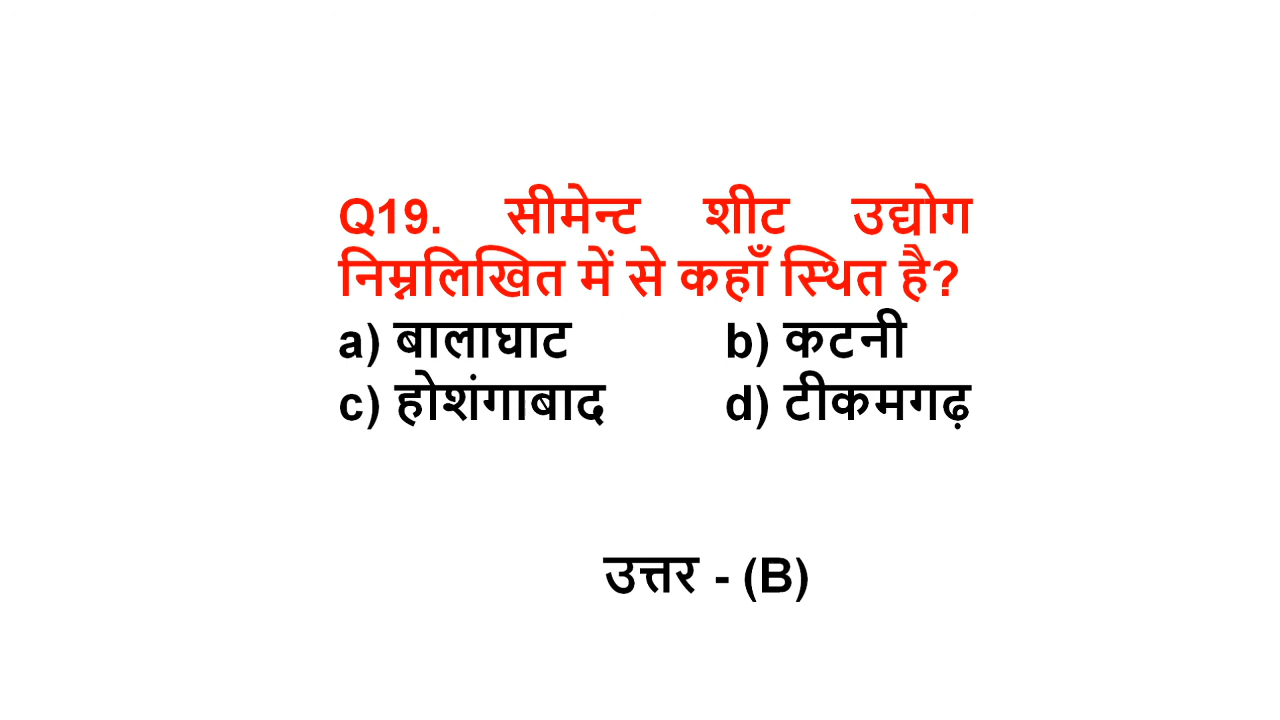 Q19. सीमेन्ट शीट उद्योग
निम्नलिखित में से कहाँ स्थित है?
a) बालाघाट b) कटनी
c) होशंगाबाद d) टीकमगढ़
उत्तर - (B)